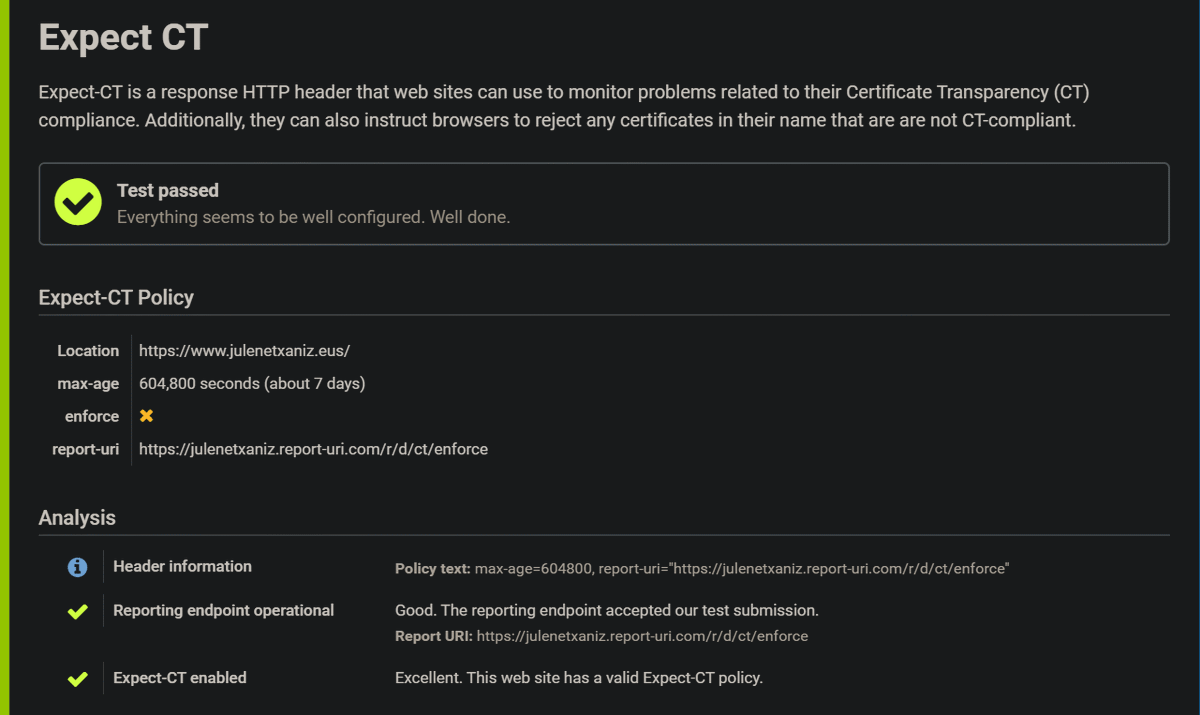 Expect CT
Expect-CT is a response HTTP header that web sites can use to monitor problems related to their Certificate Transparency (CT)
compliance. Additionally, they can also instruct browsers to reject any certificates in their name that are are not CT-compliant.
Test passed
Everything seems to be well configured. Well done.
Expect-CT Policy
Location https://www.julenetxaniz.eus/
max-age 604,800 seconds (about 7 days)
enforce ✖
report-uri https://julenetxaniz.report-uri.com/r/d/ct/enforce
Analysis
Header information Policy text: max-age=604800, report-uri="https://julenetxaniz.report-uri.com/r/d/ct/enforce"
Reporting endpoint operational Good. The reporting endpoint accepted our test submission.
Report URI: https://julenetxaniz.report-uri.com/r/d/ct/enforce
Expect-CT enabled Excellent. This web site has a valid Expect-CT policy.